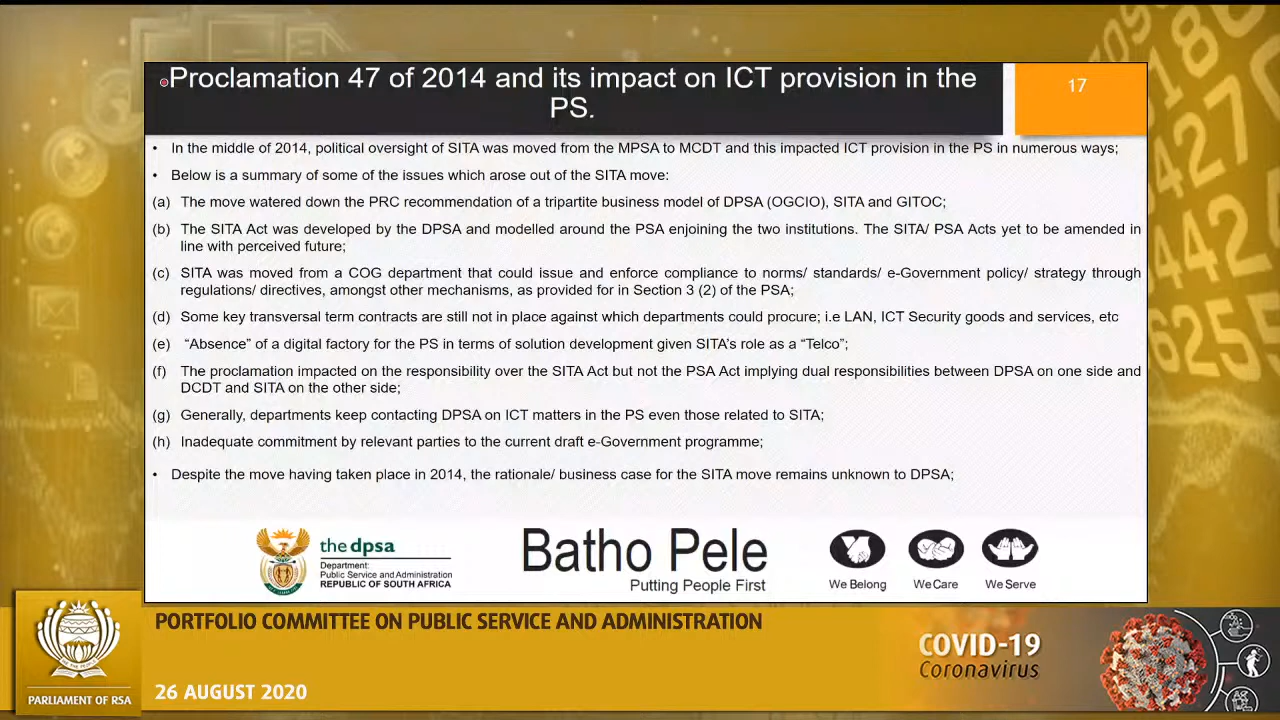 •Proclamation 47 of 2014 and its impact on ICT provision in the
PS.
17
• In the middle of 2014, political oversight of SITA was moved from the MPSA to MCDT and this impacted ICT provision in the PS in numerous ways;
• Below is a summary of some of the issues which arose out of the SITA move:
(a) The move watered down the PRC recommendation of a tripartite business model of DPSA (OGCIO), SITA and GITOC;
(b) The SITA Act was developed by the DPSA and modelled around the PSA enjoining the two institutions. The SITA/ PSA Acts yet to be amended in
line with perceived future;
(c) SITA was moved from a COG department that could issue and enforce compliance to norms/ standards/ e-Government policy/ strategy through
regulations/ directives, amongst other mechanisms, as provided for in Section 3 (2) of the PSA;
(d) Some key transversal term contracts are still not in place against which departments could procure; i.e LAN, ICT Security goods and services, etc
(e) “Absence” of a digital factory for the PS in terms of solution development given SITA’s role as a “Telco”;
(f) The proclamation impacted on the responsibility over the SITA Act but not the PSA Act implying dual responsibilities between DPSA on one side and
DCDT and SITA on the other side;
(g) Generally, departments keep contacting DPSA on ICT matters in the PS even those related to SITA;
(h) Inadequate commitment by relevant parties to the current draft e-Government programme;
• Despite the move having taken place in 2014, the rationale/ business case for the SITA move remains unknown to DPSA;
the dpsa
Department:
Public Service and Administration
REPUBLIC OF SOUTH AFRICA
Batho Pele
Putting People First
We Belong
We Care
We Serve
PORTFOLIO COMMITTEE ON PUBLIC SERVICE AND ADMINISTRATION
26 AUGUST 2020
PARLIAMENT OF RSA
COVID-19
Coronavirus